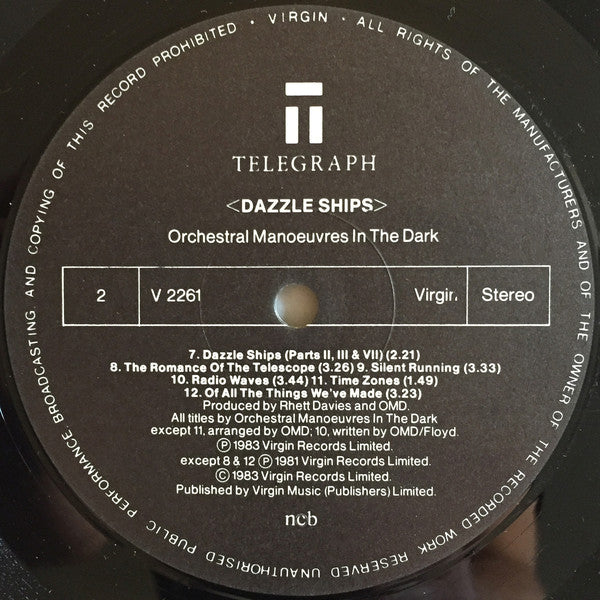 VIRGIN · ALL RIGHTS OF THE MANUFACTURERS AND OF THE OWNER OF THE RECORDED WORK RESERVED UNAUTHORISED PUBLIC PERFORMANCE BROADCASTING AND COPYING OF THIS RECORD PROHIBITED ·
TELEGRAPH
<DAZZLE SHIPS>
Orchestral Manoeuvres In The Dark
2 V 2261 Virgin Stereo
7. Dazzle Ships (Parts II, III & VII) (2.21)
8. The Romance Of The Telescope (3.26) 9. Silent Running (3.33)
10. Radio Waves (3.44) 11. Time Zones (1.49)
12. Of All The Things We've Made (3.23)
Produced by Rhett Davies and OMD.
All titles by Orchestral Manoeuvres In The Dark
except 11, arranged by OMD; 10, written by OMD/Floyd.
Ⓟ 1983 Virgin Records Limited.
except 8 & 12 Ⓟ 1981 Virgin Records Limited.
© 1983 Virgin Records Limited.
Published by Virgin Music (Publishers) Limited.
ncb